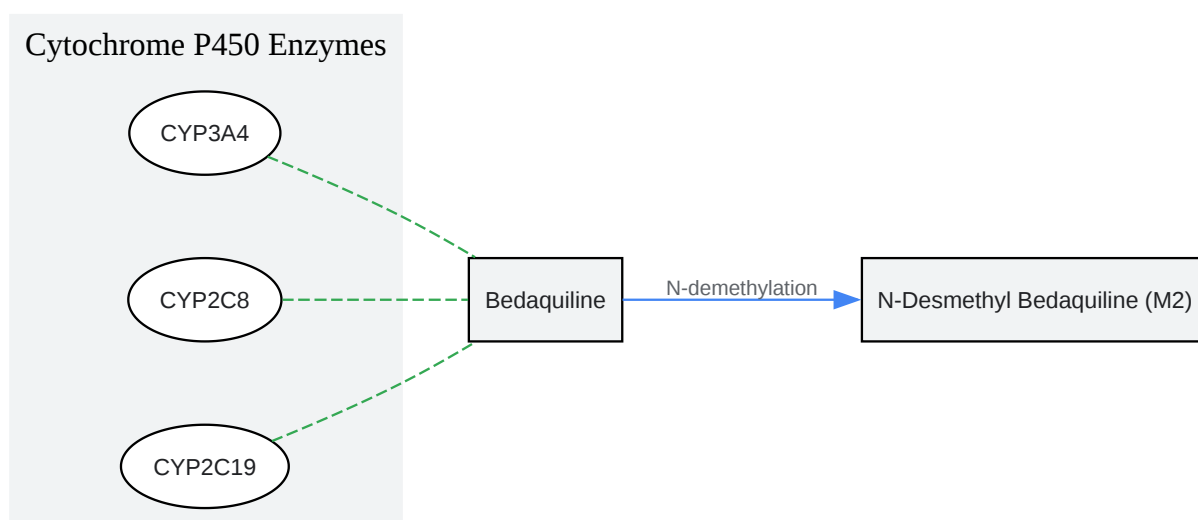 Cytochrome P450 Enzymes
CYP3A4
CYP2C8
CYP2C19
Bedaquiline
N-demethylation
N-Desmethyl Bedaquiline (M2)